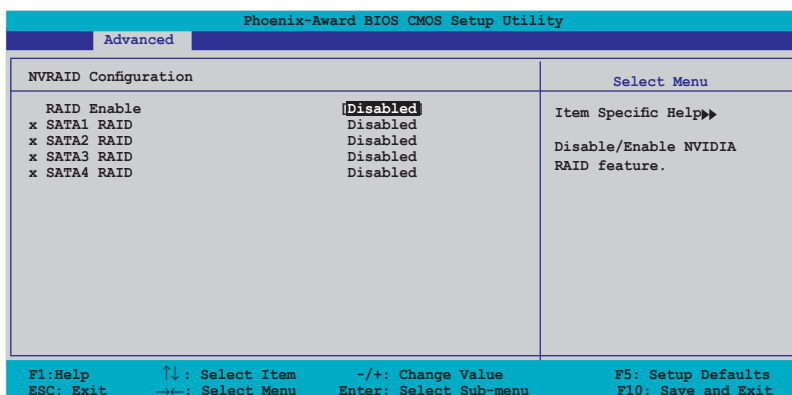 Phoenix-Award BIOS CMOS Setup Utility
Advanced
NVRAID Configuration
RAID Enable [Disabled]
x SATA1 RAID Disabled
x SATA2 RAID Disabled
x SATA3 RAID Disabled
x SATA4 RAID Disabled
Select Menu
Item Specific Help▶▶
Disable/Enable NVIDIA
RAID feature.
F1:Help ↑↓: Select Item -/+: Change Value F5: Setup Defaults
ESC: Exit →←: Select Menu Enter: Select Sub-menu F10: Save and Exit